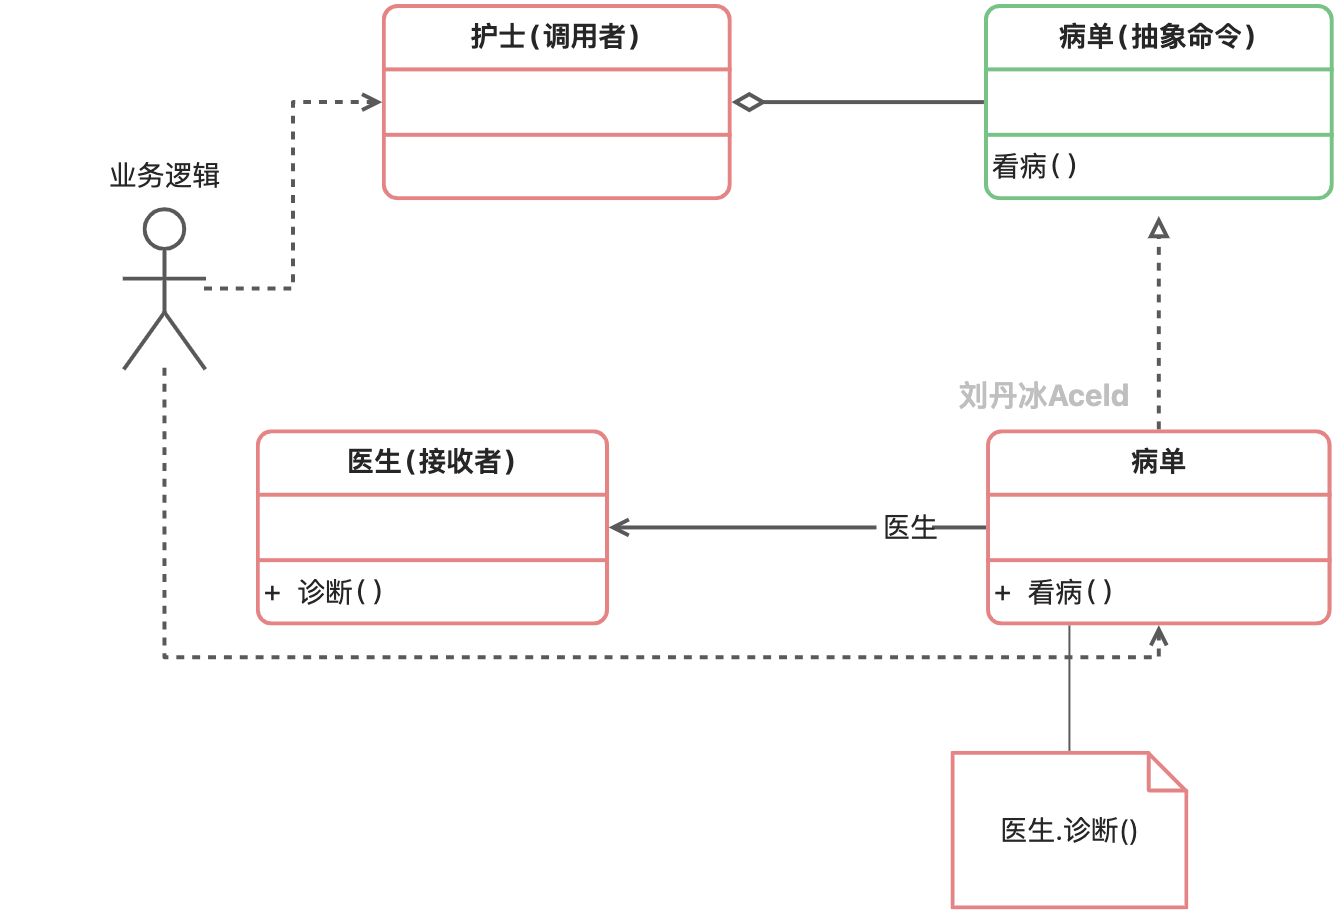 护士(调用者)
病单(抽象命令)
看病()
业务逻辑
刘丹冰Aceld
医生(接收者)
病单
医生
+ 诊断()
+ 看病()
医生.诊断()